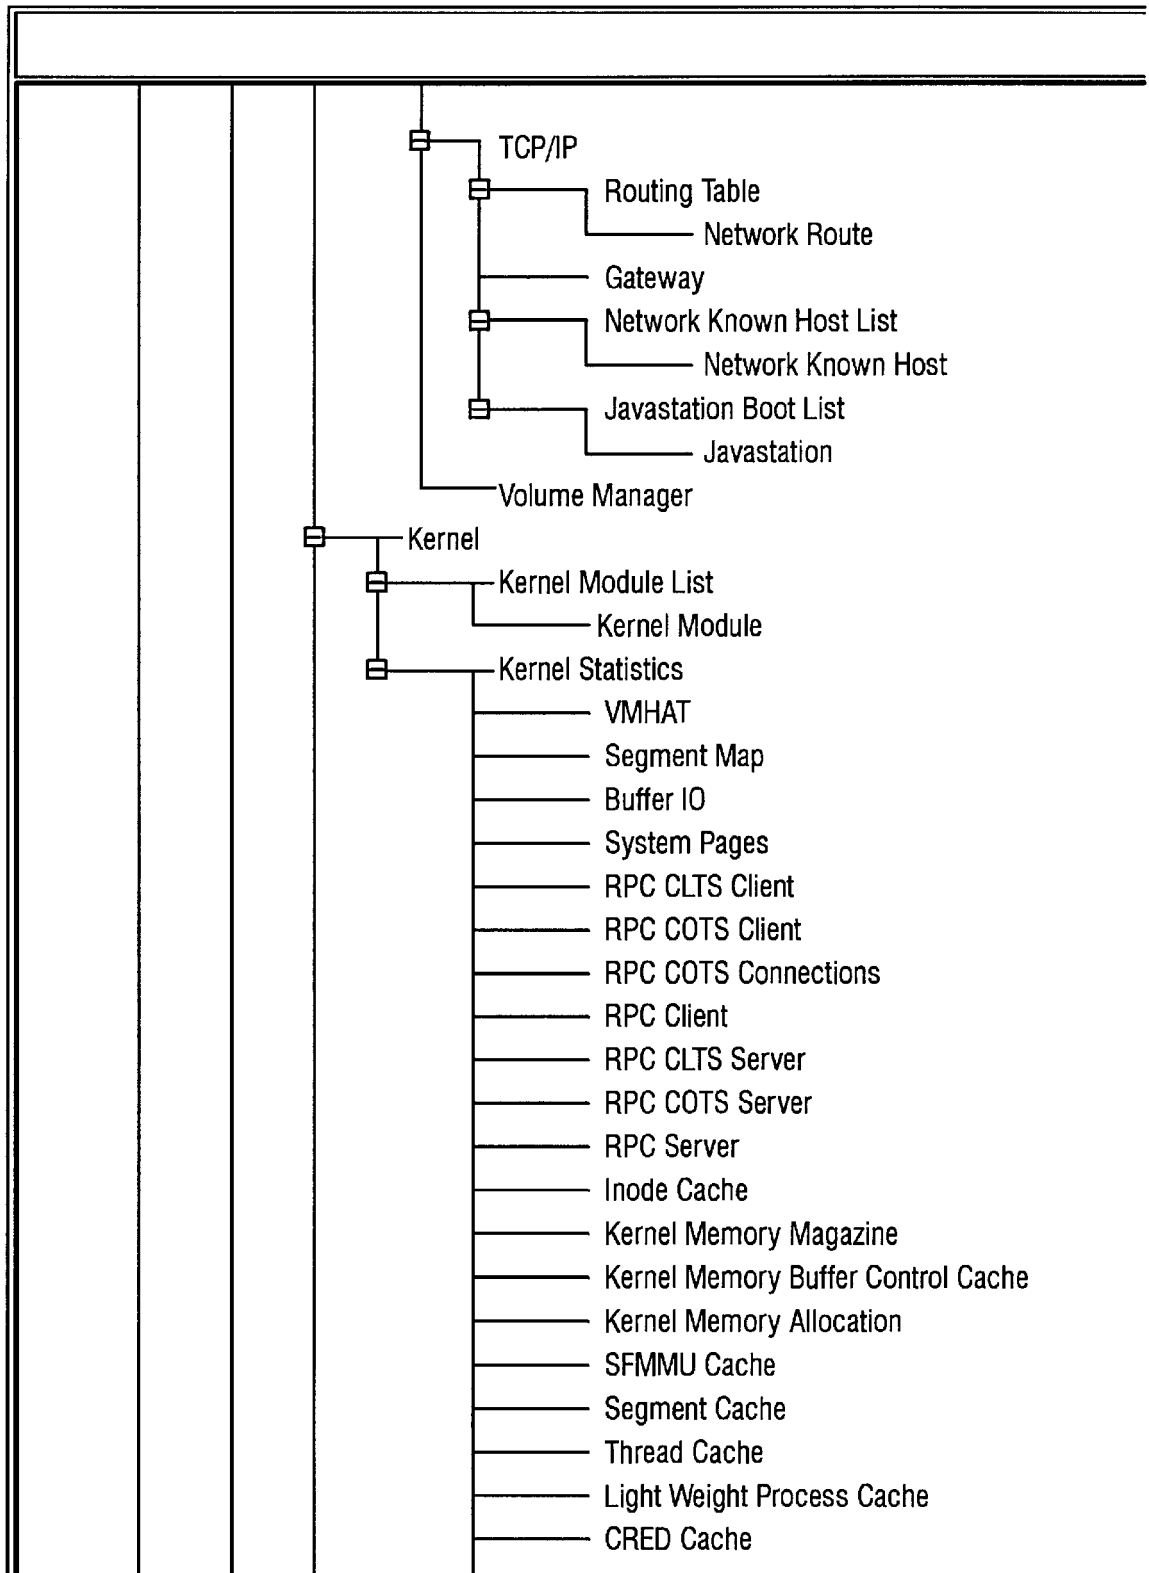 TCP/IP
Routing Table
Network Route
Gateway
Network Known Host List
Network Known Host
Javastation Boot List
Javastation
Volume Manager
Kernel
Kernel Module List
Kernel Module
Kernel Statistics
VMHAT
Segment Map
Buffer IO
System Pages
RPC CLTS Client
RPC COTS Client
RPC COTS Connections
RPC Client
RPC CLTS Server
RPC COTS Server
RPC Server
Inode Cache
Kernel Memory Magazine
Kernel Memory Buffer Control Cache
Kernel Memory Allocation
SFMMU Cache
Segment Cache
Thread Cache
Light Weight Process Cache
CRED Cache